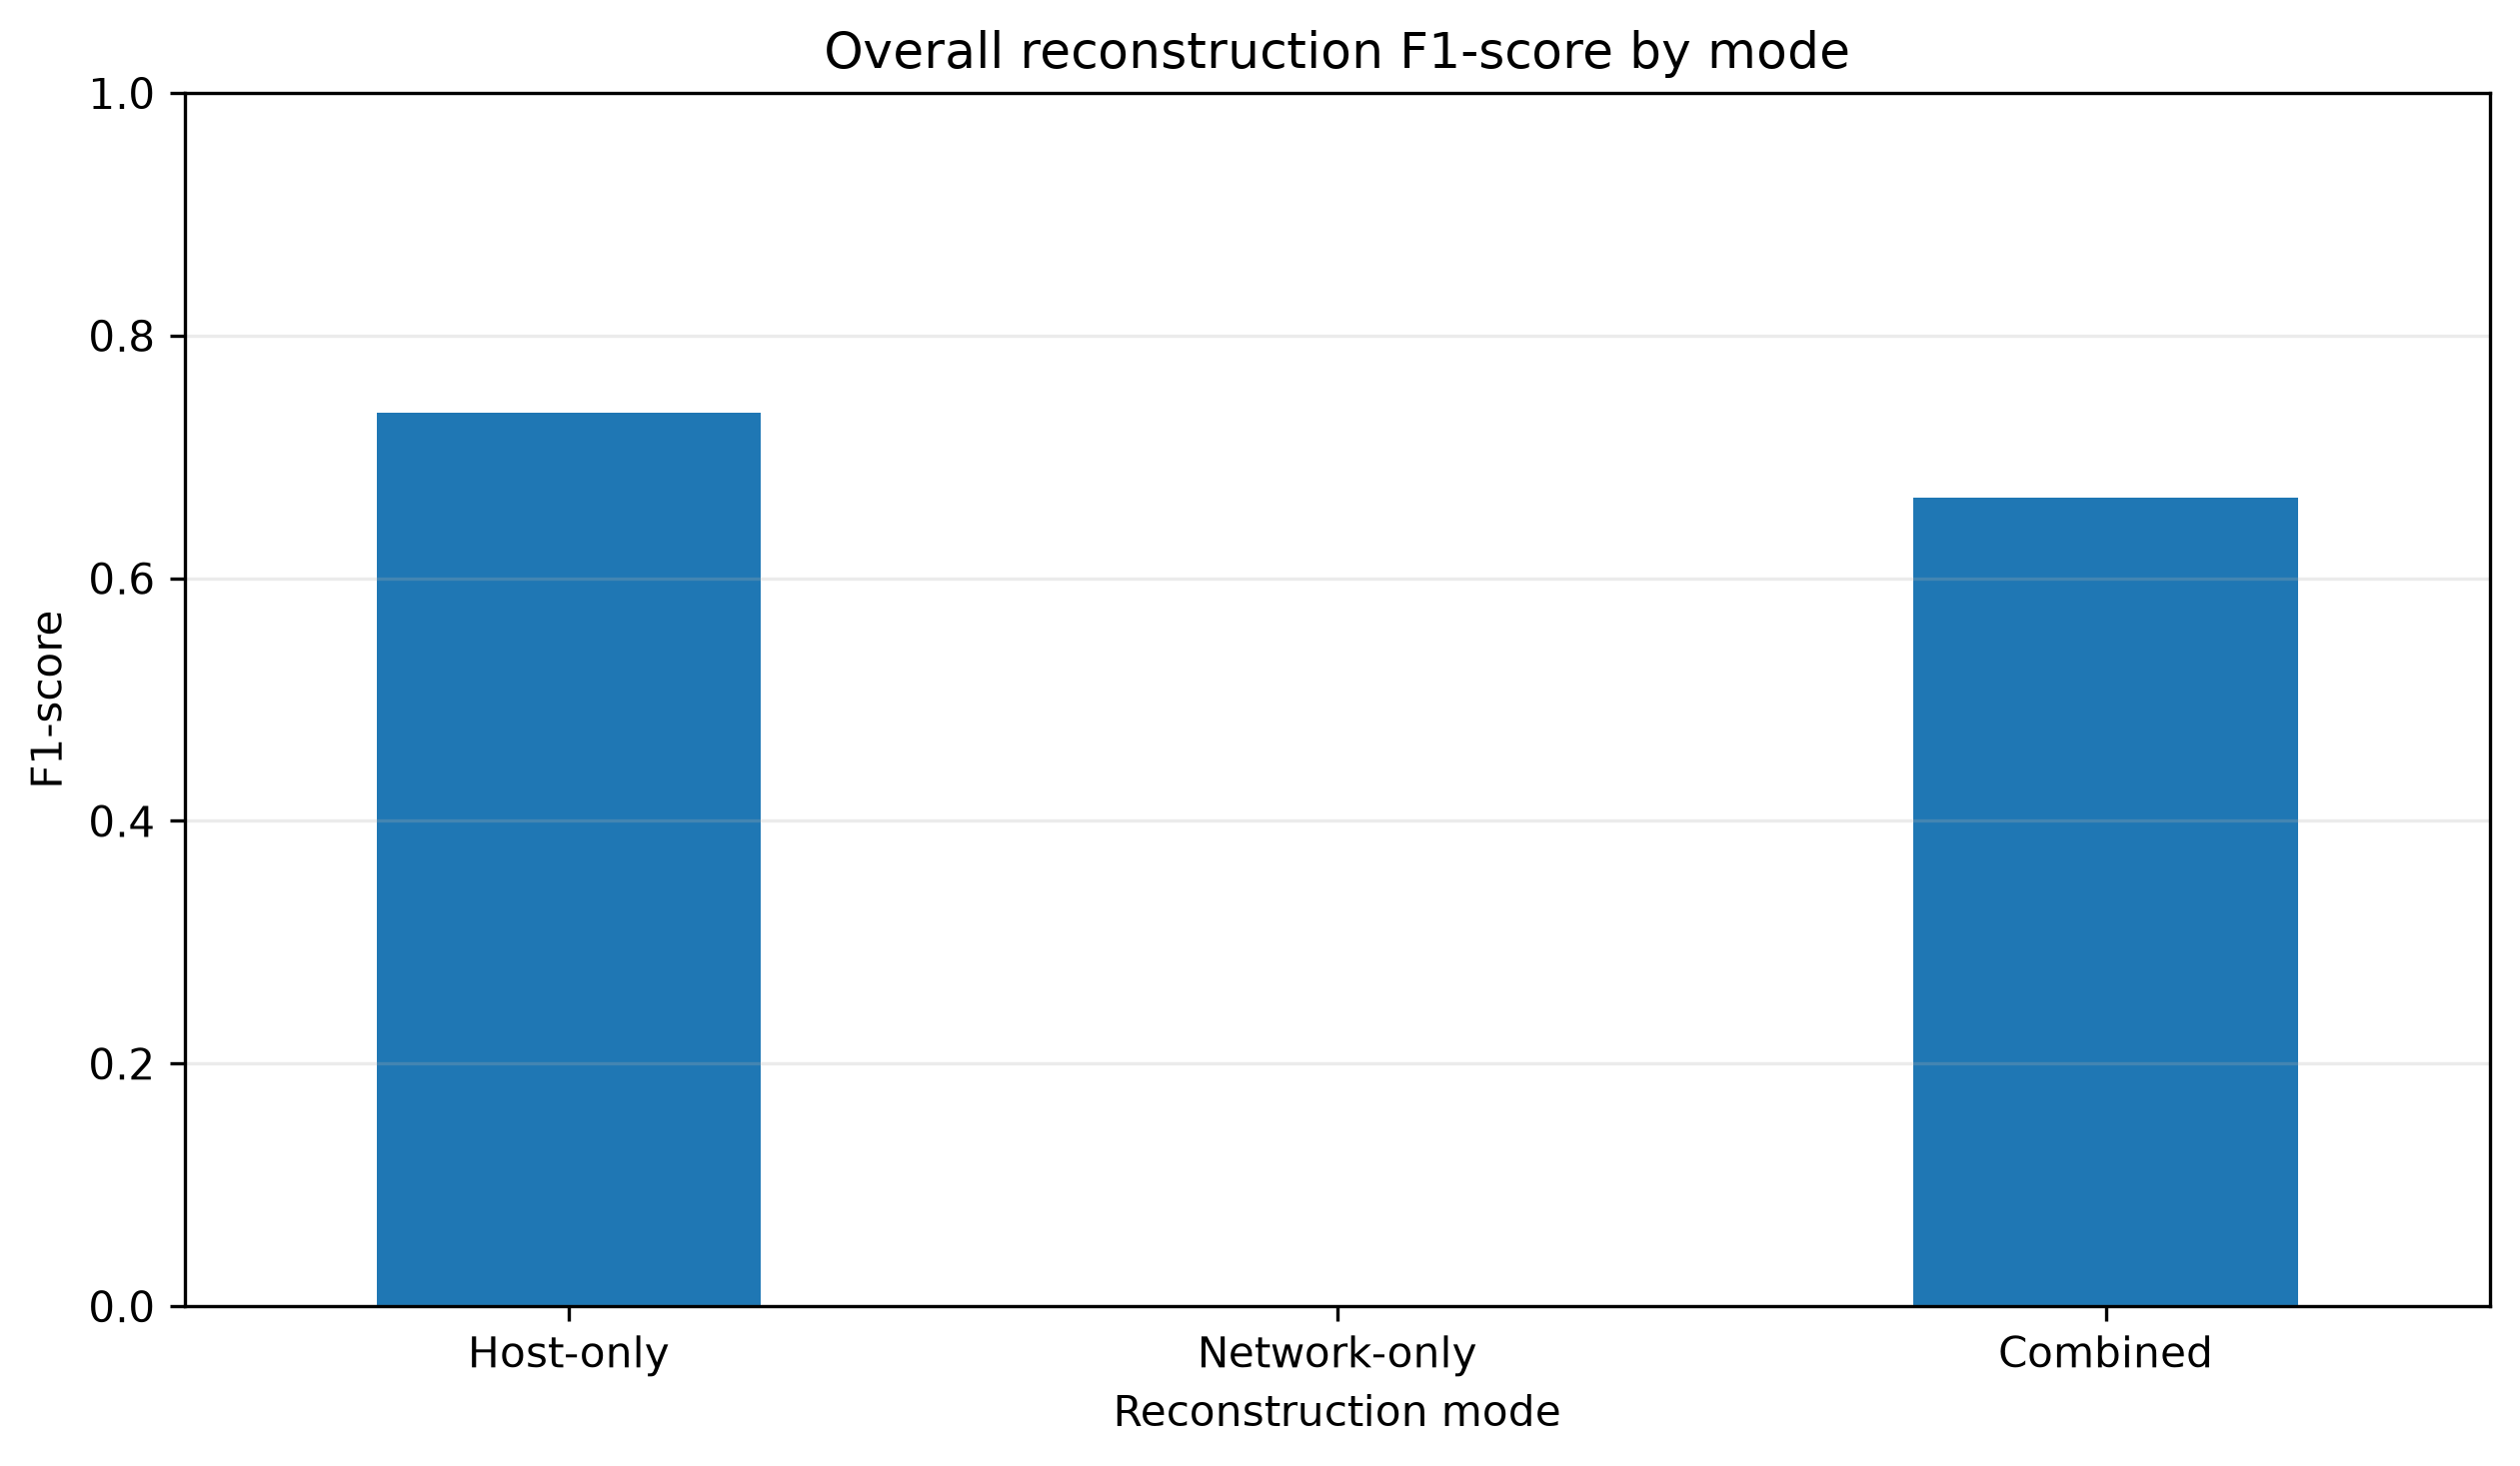 Overall reconstruction F1-score by mode
1.0
0.8
0.6
0.4
0.2
0.0
F1-score
Host-only
Network-only
Combined
Reconstruction mode